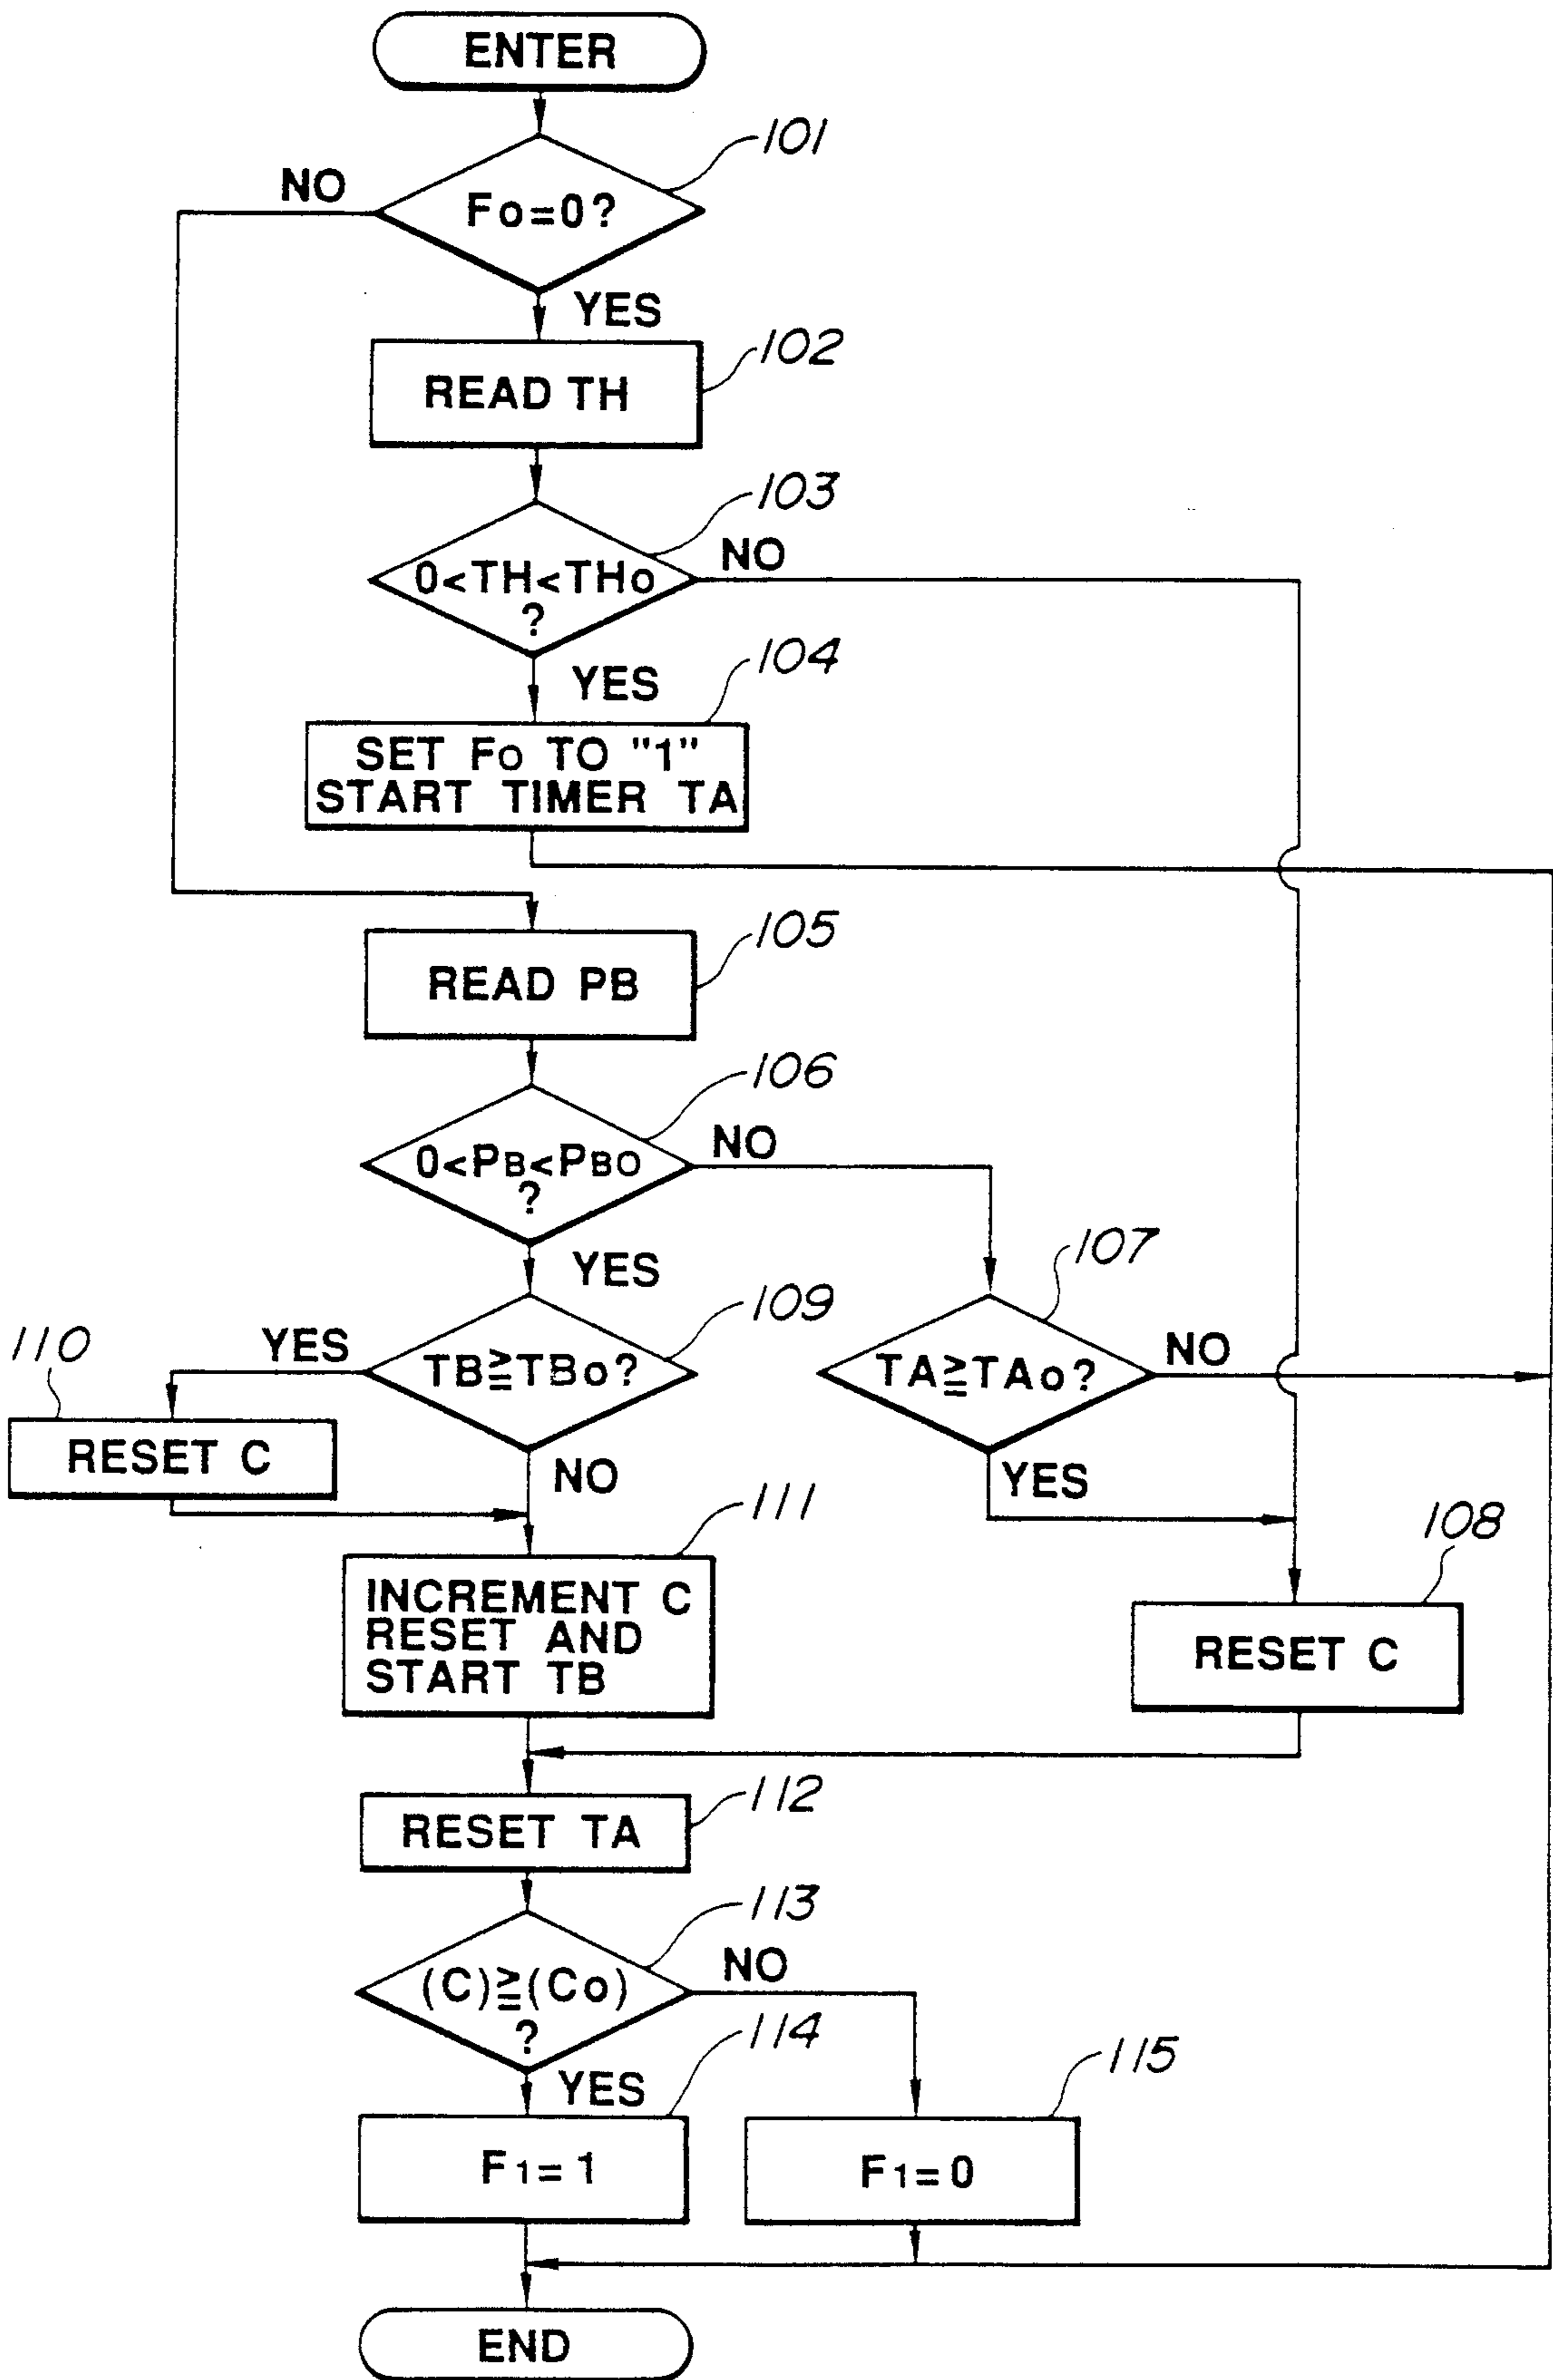 ENTER
101
NO
Fo=0?
YES
102
READ TH
103
NO
0<TH<THo
?
104
YES
SET Fo TO "1"
START TIMER TA
105
READ PB
106
NO
0<PB<PBO
?
YES
107
109
110
YES
TB≧TBo?
TA≧TAo?
NO
RESET C
NO
YES
111
108
INCREMENT C
RESET AND
START TB
RESET C
112
RESET TA
113
NO
(C)≧(Co)
?
114
YES
115
F1=1
F1=0
END